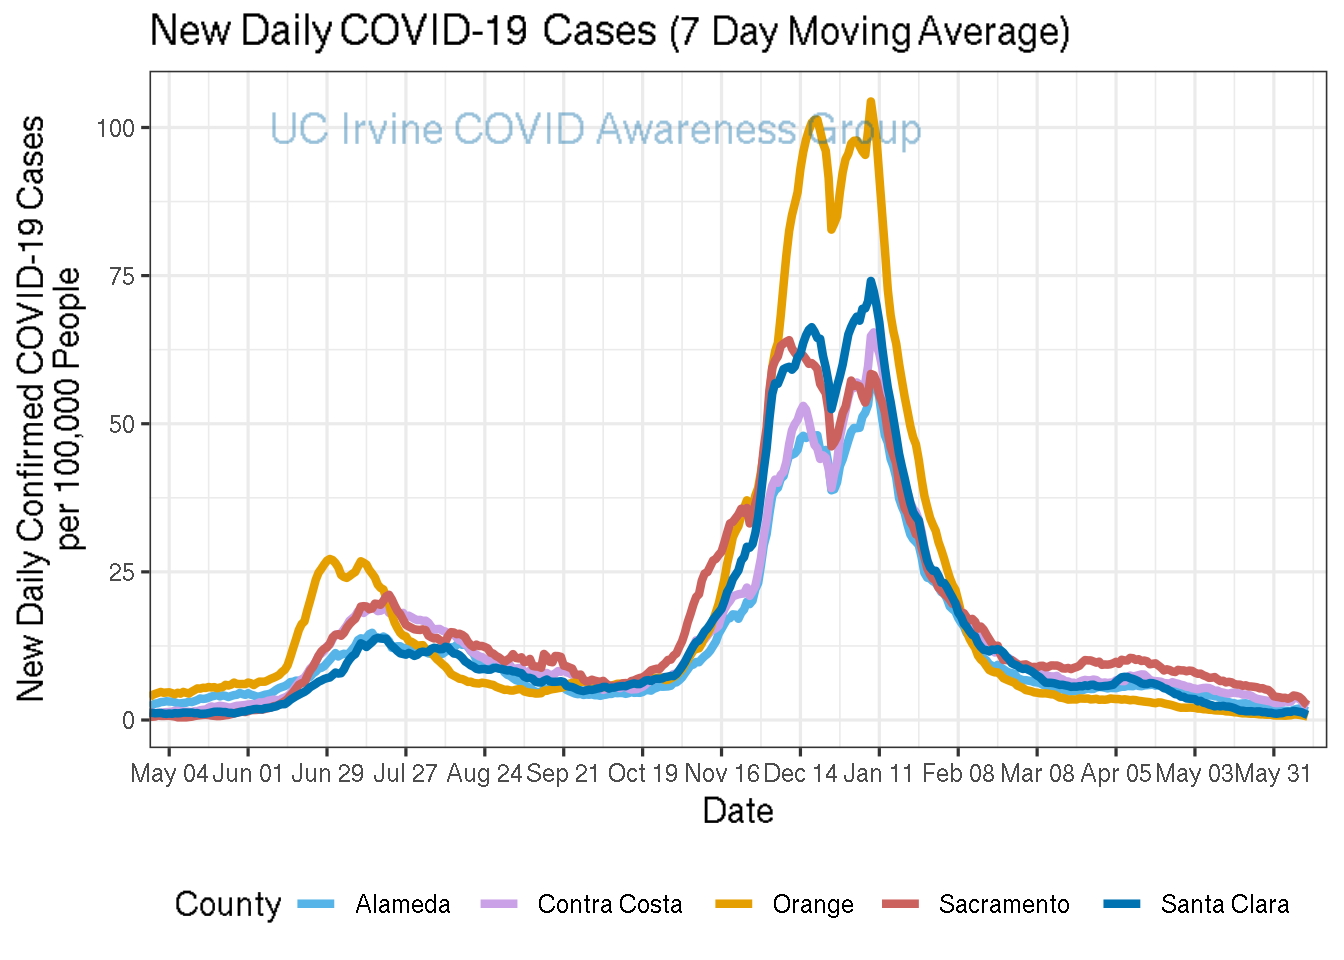 New Daily COVID-19 Cases (7 Day Moving Average)
UC Irvine COVID Awareness Group
New Daily Confirmed COVID-19 Cases
per 100,000 People
100
75
50
25
0
May 04 Jun 01 Jun 29 Jul 27 Aug 24 Sep 21 Oct 19 Nov 16 Dec 14 Jan 11 Feb 08 Mar 08 Apr 05 May 03 May 31
Date
County Alameda Contra Costa Orange Sacramento Santa Clara